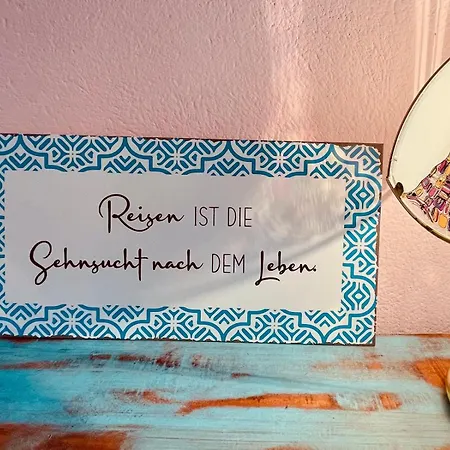 Reisen IST DIE
Sehnsucht nach DEM Leben.